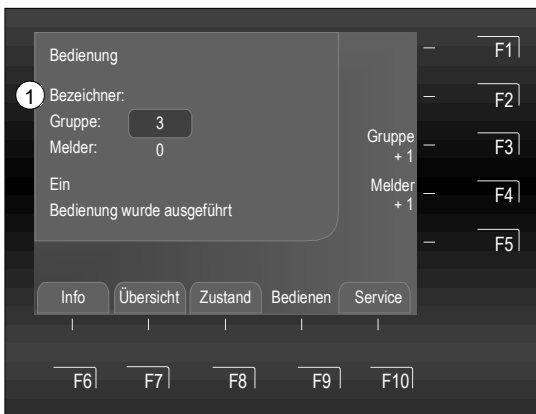 Bedienung
1
Bezeichner:
Gruppe: 3
Melder: 0
Ein
Bedienung wurde ausgeführt
Gruppe
+ 1
Melder
+ 1
F1
F2
F3
F4
F5
Info Übersicht Zustand Bedienen Service
F6 F7 F8 F9 F10